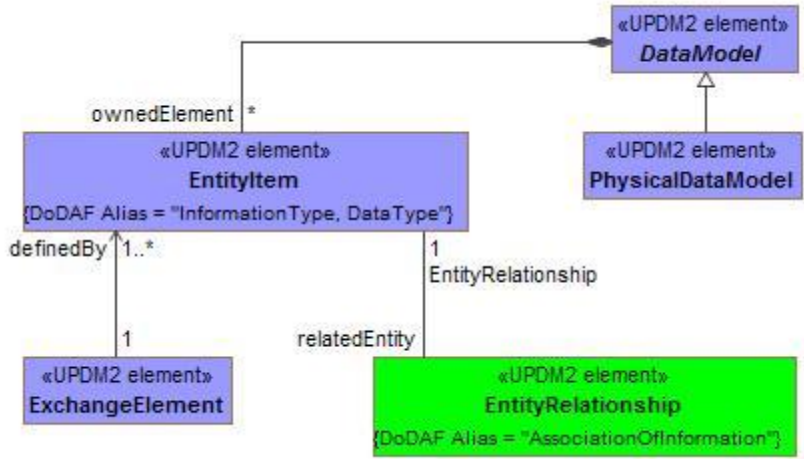 «UPDM2 element»
DataModel
ownedElement *
«UPDM2 element»
EntityItem
{DoDAF Alias = "InformationType, DataType"}
«UPDM2 element»
PhysicalDataModel
definedBy 1..*
1
EntityRelationship
1
relatedEntity
«UPDM2 element»
ExchangeElement
«UPDM2 element»
EntityRelationship
{DoDAF Alias = "AssociationOfInformation"}